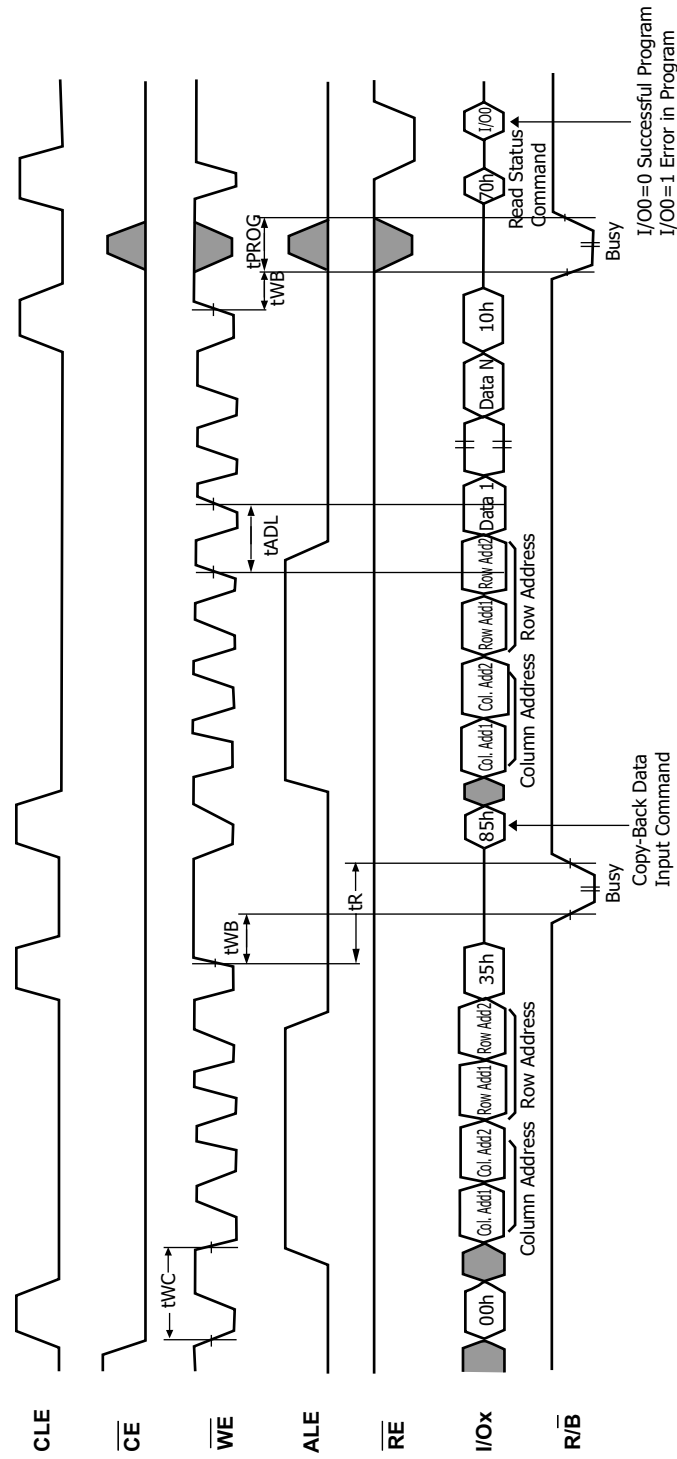 CLE
CE
WE
ALE
RE
I/Ox
R/B
tWC
tWB
tR
tADL
tWB
tPROG
00h
Col. Add1
Col. Add2
Row Add1
Row Add2
35h
85h
Col. Add1
Col. Add2
Row Add1
Row Add2
Data 1
Data N
10h
70h
I/O0
Column Address
Row Address
Column Address
Row Address
Read Status
Command
Busy
Busy
Copy-Back Data
Input Command
I/O0=0 Successful Program
I/O0=1 Error in Program